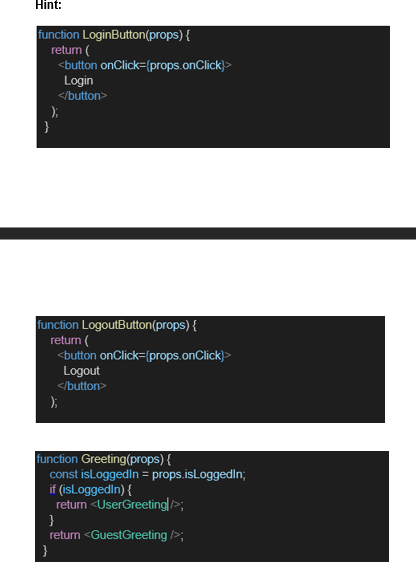 Hint:
function LoginButton(props) {
return (
<button onClick={props.onClick}>
Login
</button>
);
}
function LogoutButton(props) {
return (
<button onClick={props.onClick}>
Logout
</button>
);
function Greeting(props) {
const isLoggedIn = props.isLoggedIn;
if (isLoggedIn) {
return <UserGreeting/>;
}
return <GuestGreeting />;
}